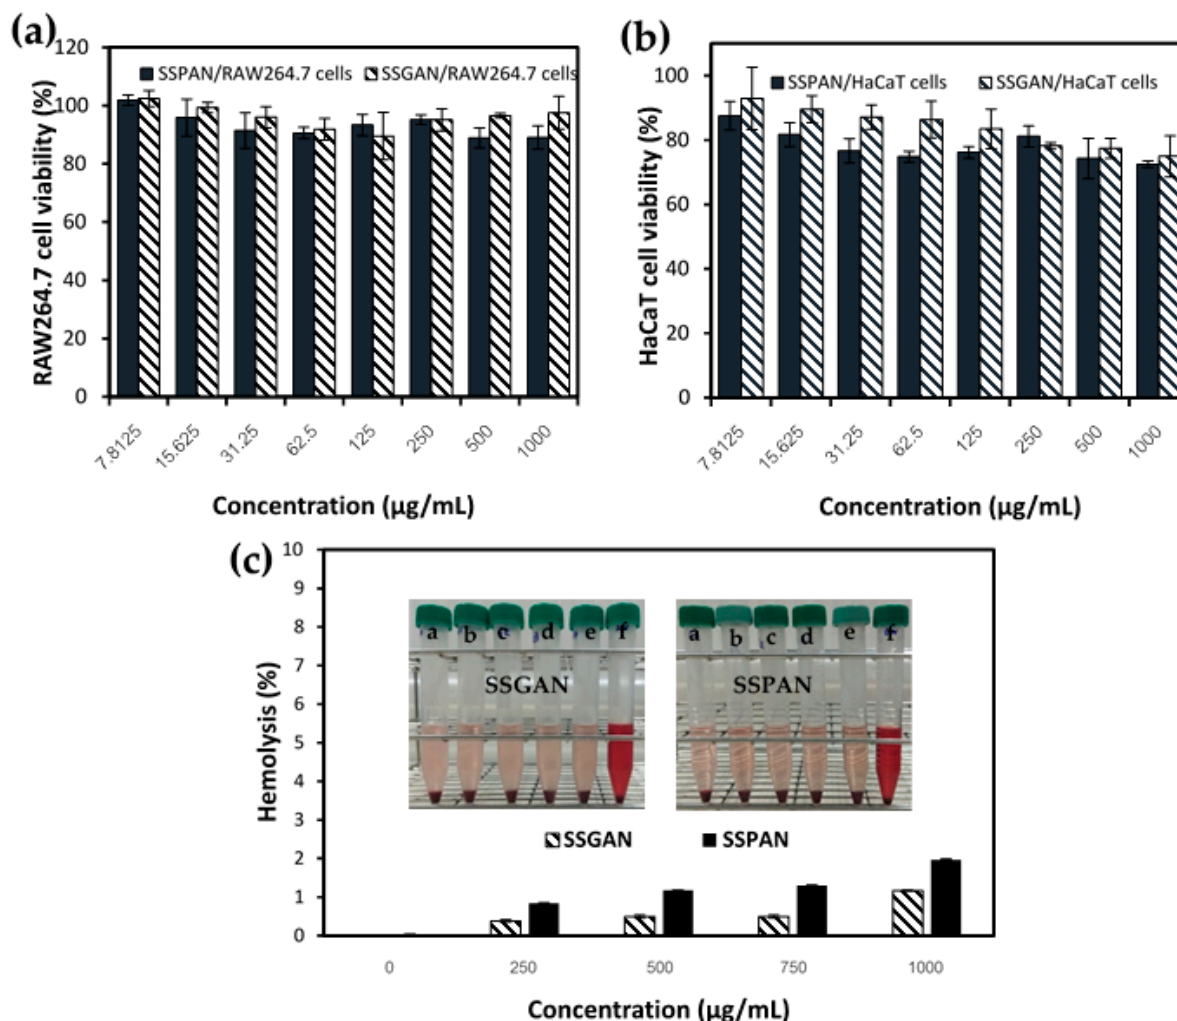 (a)
120
100
80
60
40
20
0
RAW264.7 cell viability (%)
SSPAN/RAW264.7 cells
SSGAN/RAW264.7 cells
7.8125
15.625
31.25
62.5
125
250
500
1000
Concentration (µg/mL)
(b)
100
80
60
40
20
0
HaCaT cell viability (%)
SSPAN/HaCaT cells
SSGAN/HaCaT cells
7.8125
15.625
31.25
62.5
125
250
500
1000
Concentration (µg/mL)
(c)
10
9
8
7
6
5
4
3
2
1
0
Hemolysis (%)
a b c d e f
SSGAN
a b c d e f
SSPAN
SSGAN
SSPAN
0
250
500
750
1000
Concentration (µg/mL)